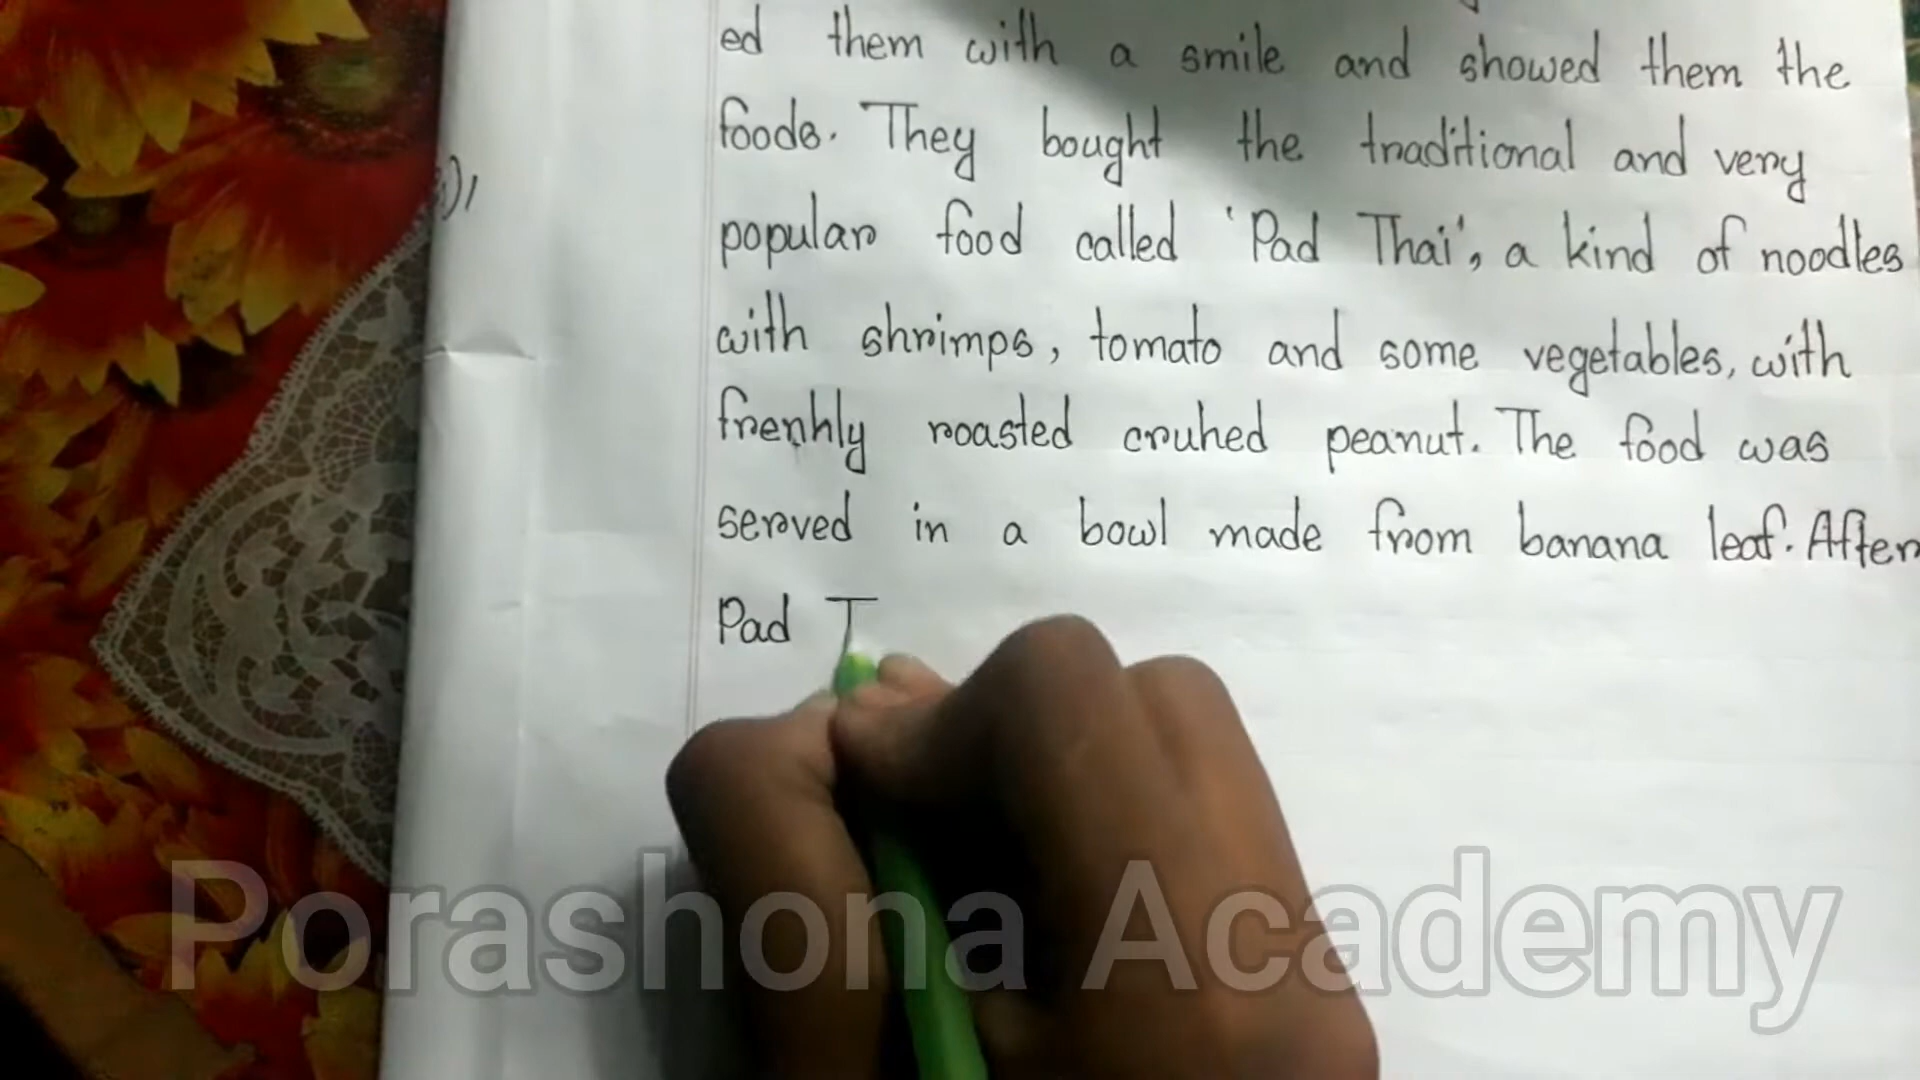 ed them with a smile and showed them the
foods. They bought the traditional and very
popular food called 'Pad Thai', a kind of noodles
with shrimps, tomato and some vegetables, with
frenhly roasted cruhed peanut. The food was
served in a bowl made from banana leaf. After
Pad T
Porashona Academy